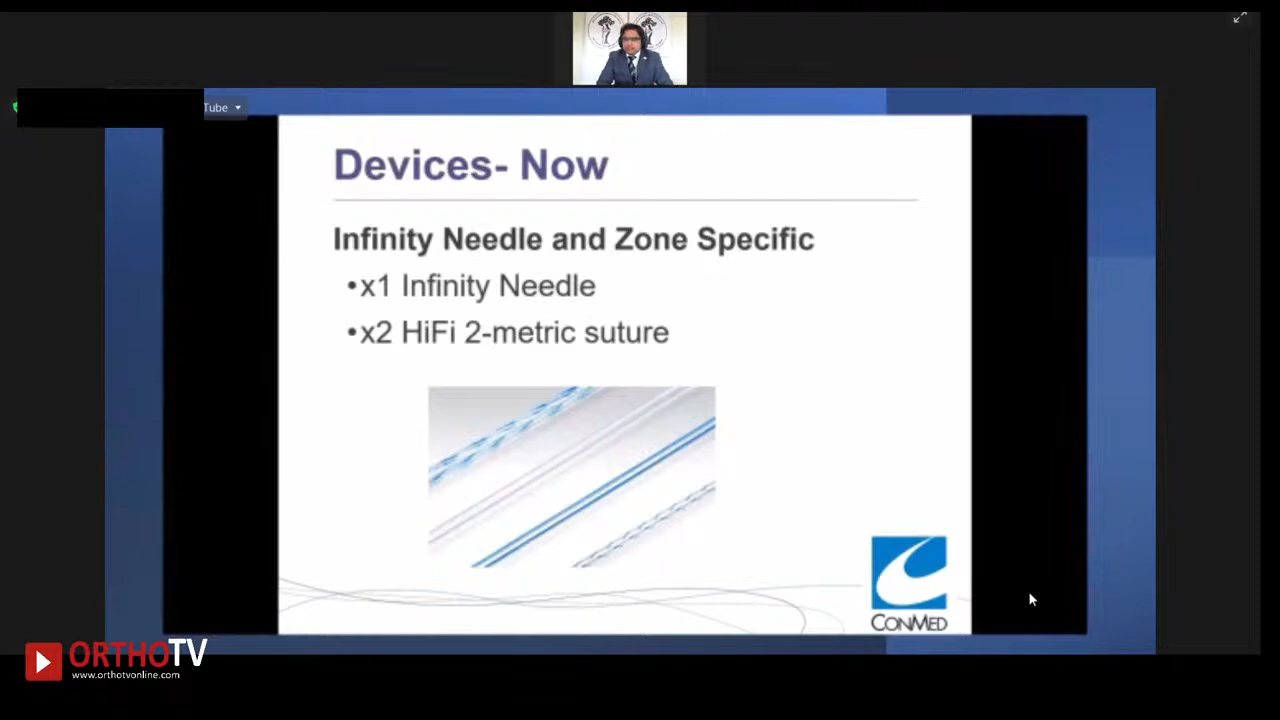 Tube
Devices- Now
Infinity Needle and Zone Specific
•x1 Infinity Needle
•x2 HiFi 2-metric suture
CONMED
ORTHOTV
www.orthotvonline.com